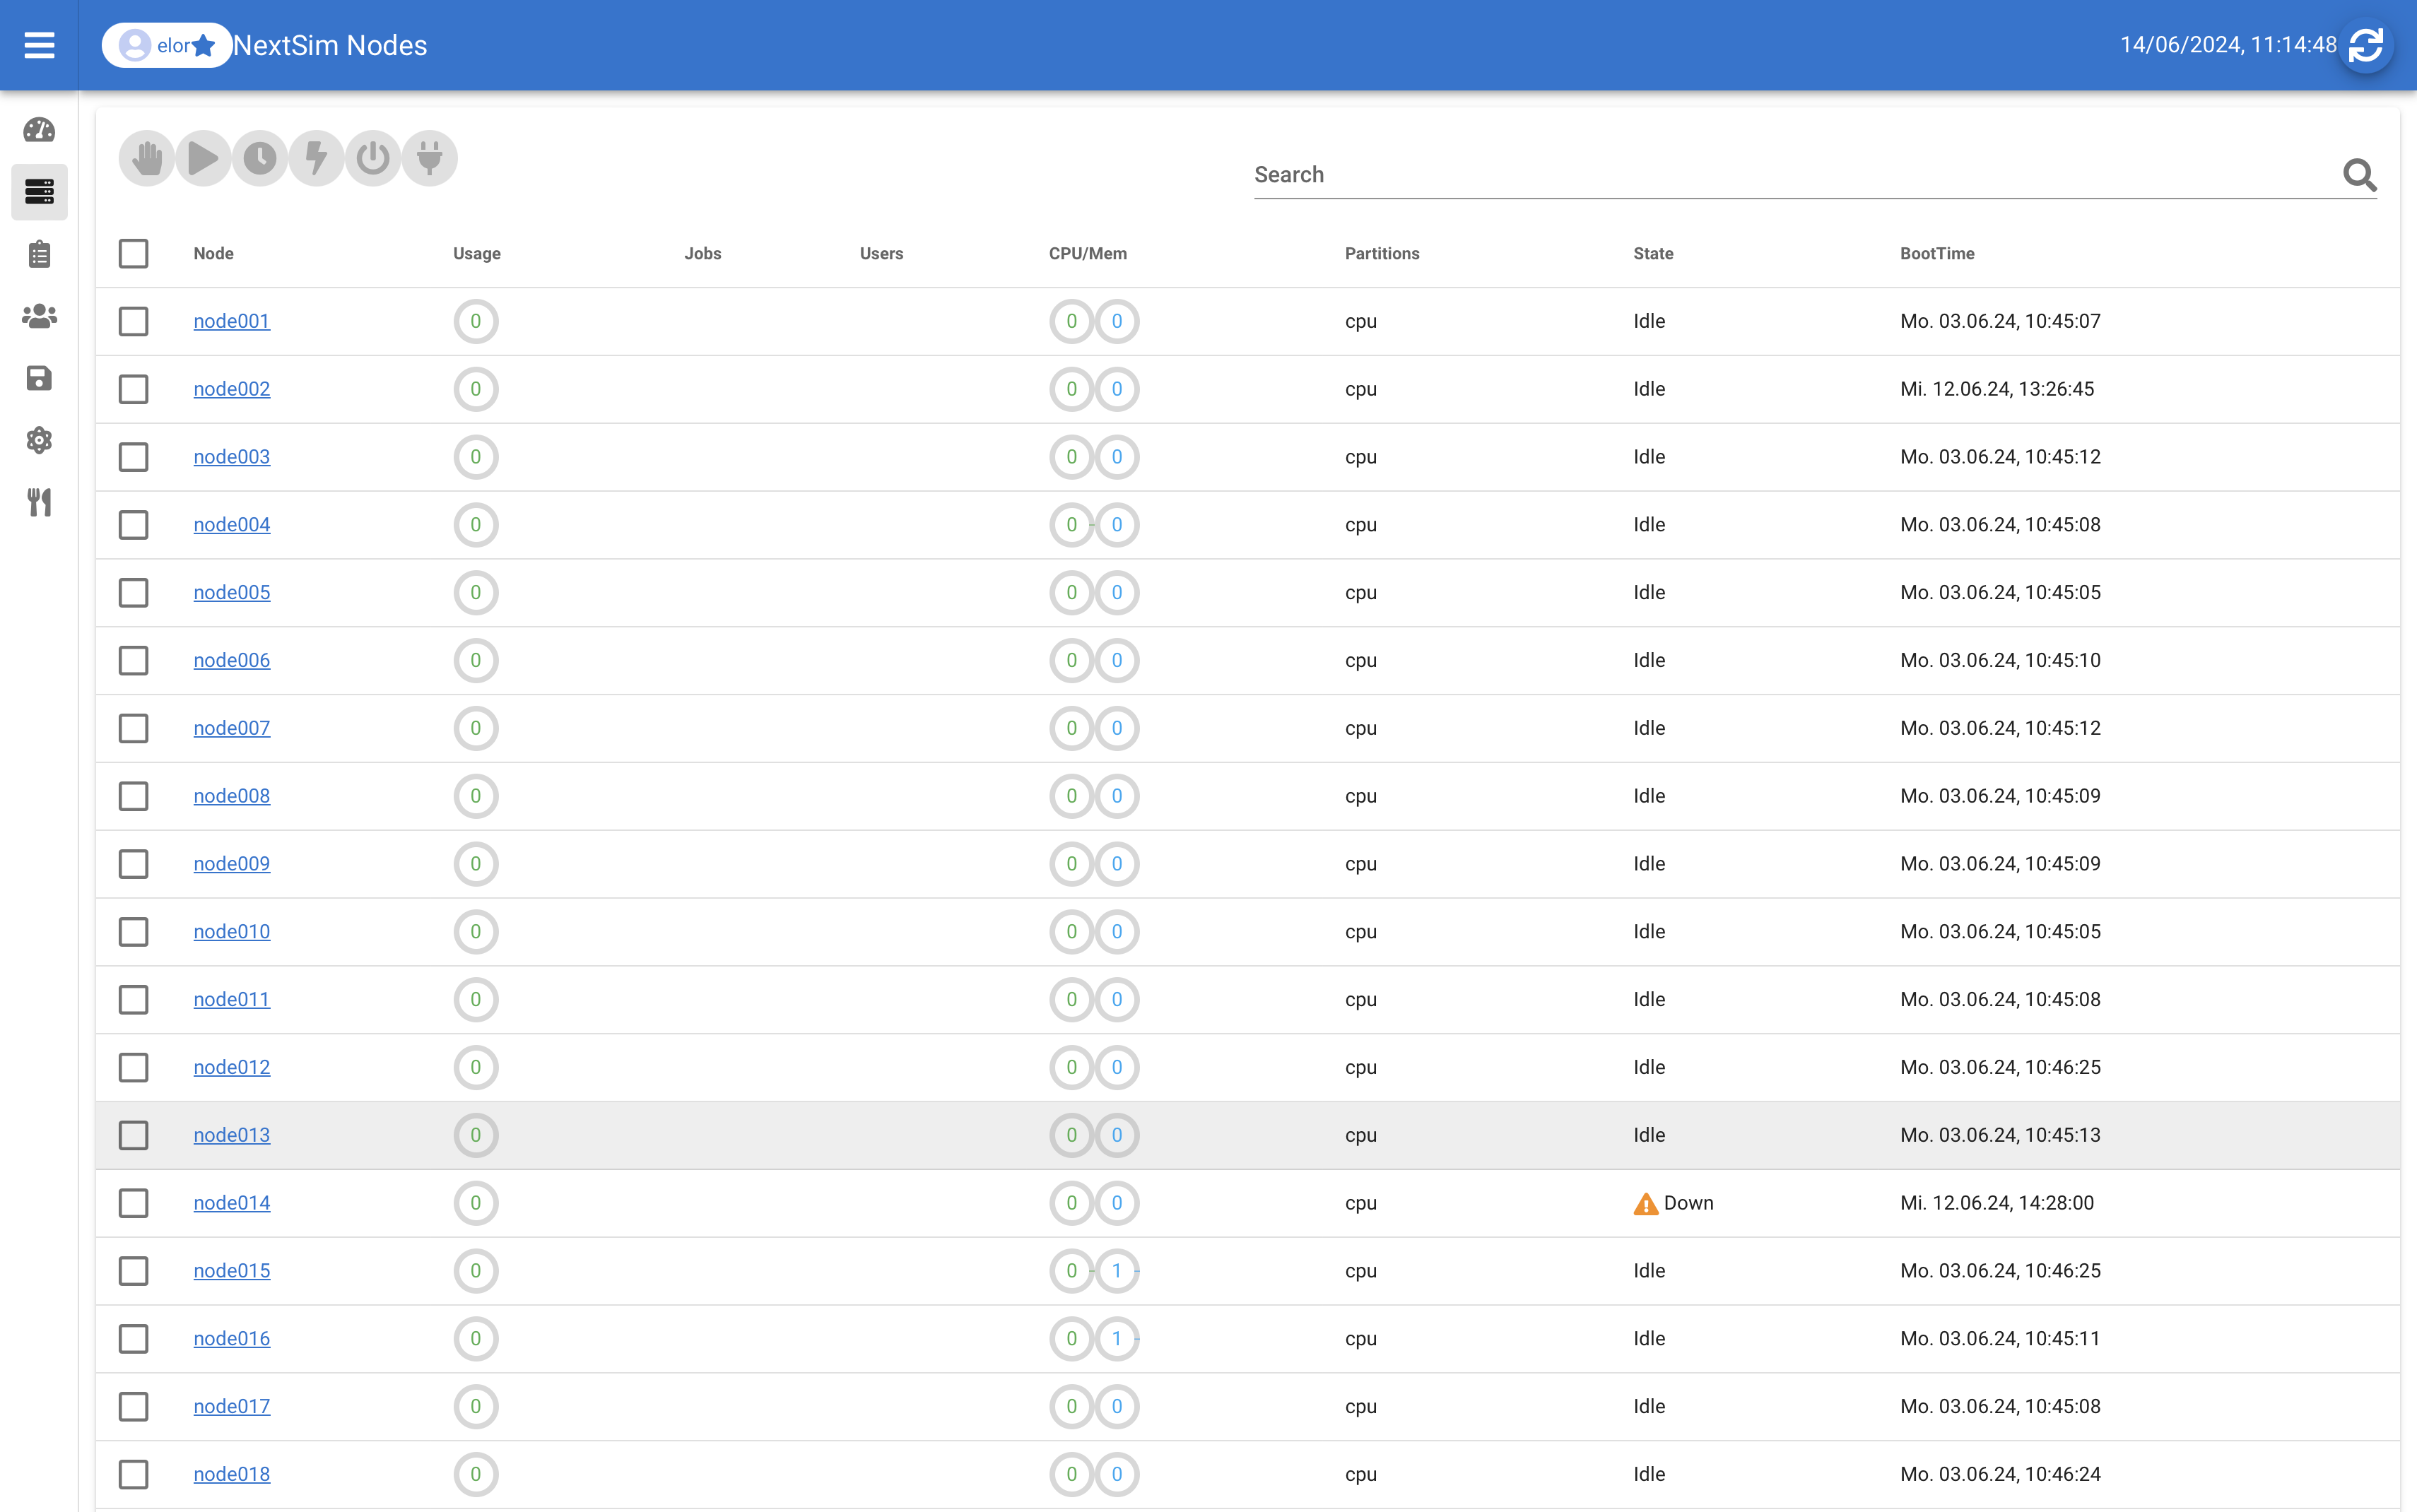 elor NextSim Nodes 14/06/2024, 11:14:48
Search
Node Usage Jobs Users CPU/Mem Partitions State BootTime
node001 0 0 0 cpu Idle Mo. 03.06.24, 10:45:07
node002 0 0 0 cpu Idle Mi. 12.06.24, 13:26:45
node003 0 0 0 cpu Idle Mo. 03.06.24, 10:45:12
node004 0 0 0 cpu Idle Mo. 03.06.24, 10:45:08
node005 0 0 0 cpu Idle Mo. 03.06.24, 10:45:05
node006 0 0 0 cpu Idle Mo. 03.06.24, 10:45:10
node007 0 0 0 cpu Idle Mo. 03.06.24, 10:45:12
node008 0 0 0 cpu Idle Mo. 03.06.24, 10:45:09
node009 0 0 0 cpu Idle Mo. 03.06.24, 10:45:09
node010 0 0 0 cpu Idle Mo. 03.06.24, 10:45:05
node011 0 0 0 cpu Idle Mo. 03.06.24, 10:45:08
node012 0 0 0 cpu Idle Mo. 03.06.24, 10:46:25
node013 0 0 0 cpu Idle Mo. 03.06.24, 10:45:13
node014 0 0 0 cpu Down Mi. 12.06.24, 14:28:00
node015 0 0 1 cpu Idle Mo. 03.06.24, 10:46:25
node016 0 0 1 cpu Idle Mo. 03.06.24, 10:45:11
node017 0 0 0 cpu Idle Mo. 03.06.24, 10:45:08
node018 0 0 0 cpu Idle Mo. 03.06.24, 10:46:24